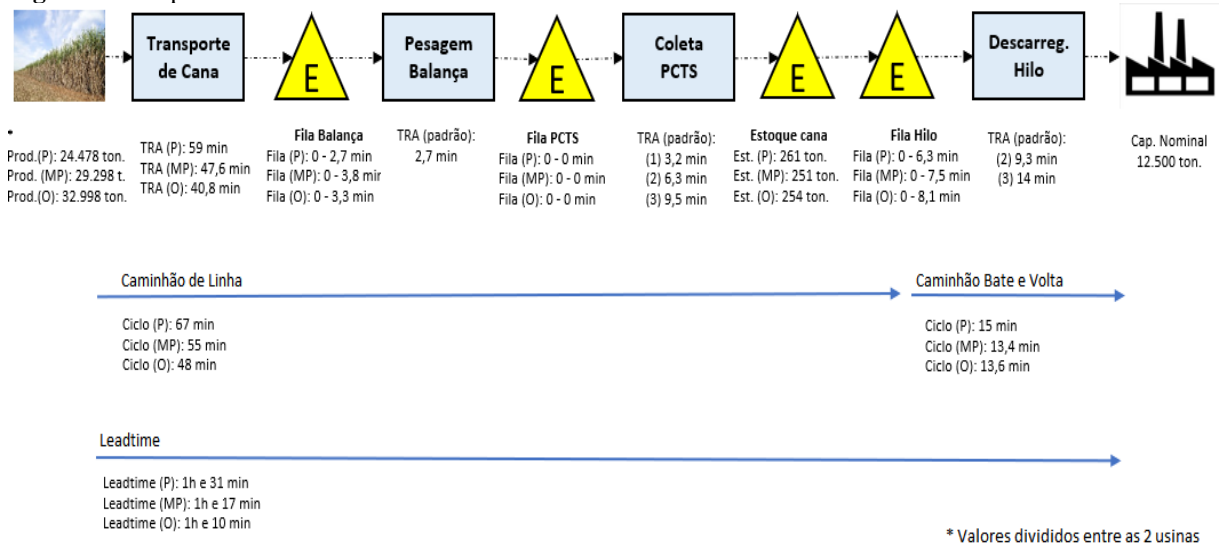 Transporte
de Cana
E
Pesagem
Balança
E
Coleta
PCTS
E
E
Descarreg.
Hilo
*
Prod.(P): 24.478 ton.
Prod. (MP): 29.298 t.
Prod.(O): 32.998 ton.
TRA (P): 59 min
TRA (MP): 47,6 min
TRA (O): 40,8 min
Fila Balança
Fila (P): 0 - 2,7 min
Fila (MP): 0 - 3,8 min
Fila (O): 0 - 3,3 min
TRA (padrão):
2,7 min
Fila PCTS
Fila (P): 0 - 0 min
Fila (MP): 0 - 0 min
Fila (O): 0 - 0 min
TRA (padrão):
(1) 3,2 min
(2) 6,3 min
(3) 9,5 min
Estoque cana
Est. (P): 261 ton.
Est. (MP): 251 ton.
Est. (O): 254 ton.
Fila Hilo
Fila (P): 0 - 6,3 min
Fila (MP): 0 - 7,5 min
Fila (O): 0 - 8,1 min
TRA (padrão):
(2) 9,3 min
(3) 14 min
Cap. Nominal
12.500 ton.
Caminhão de Linha
Ciclo (P): 67 min
Ciclo (MP): 55 min
Ciclo (O): 48 min
Caminhão Bate e Volta
Ciclo (P): 15 min
Ciclo (MP): 13,4 min
Ciclo (O): 13,6 min
Leadtime
Leadtime (P): 1h e 31 min
Leadtime (MP): 1h e 17 min
Leadtime (O): 1h e 10 min
* Valores divididos entre as 2 usinas